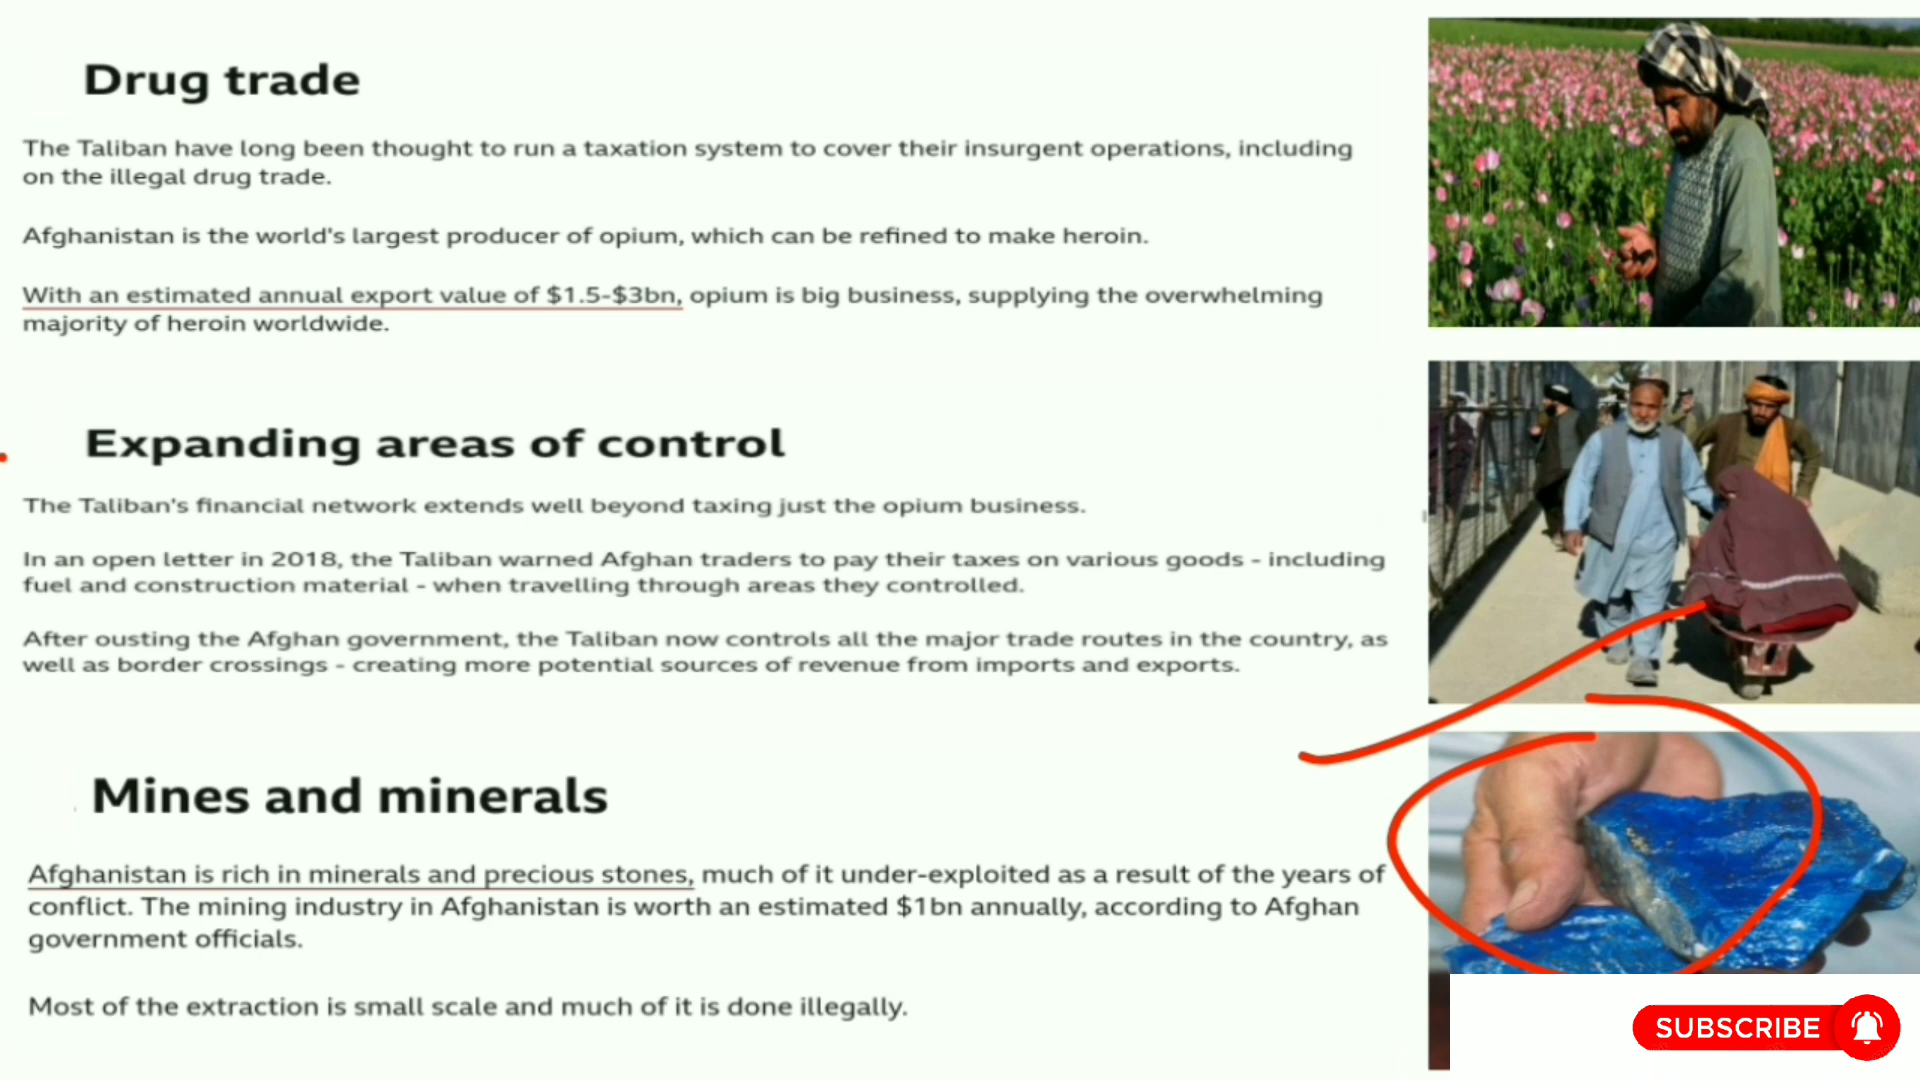 Drug trade
The Taliban have long been thought to run a taxation system to cover their insurgent operations, including
on the illegal drug trade.
Afghanistan is the world's largest producer of opium, which can be refined to make heroin.
With an estimated annual export value of $1.5-$3bn, opium is big business, supplying the overwhelming
majority of heroin worldwide.
Expanding areas of control
The Taliban's financial network extends well beyond taxing just the opium business.
In an open letter in 2018, the Taliban warned Afghan traders to pay their taxes on various goods - including
fuel and construction material - when travelling through areas they controlled.
After ousting the Afghan government, the Taliban now controls all the major trade routes in the country, as
well as border crossings - creating more potential sources of revenue from imports and exports.
Mines and minerals
Afghanistan is rich in minerals and precious stones, much of it under-exploited as a result of the years of
conflict. The mining industry in Afghanistan is worth an estimated $1bn annually, according to Afghan
government officials.
Most of the extraction is small scale and much of it is done illegally.
SUBSCRIBE